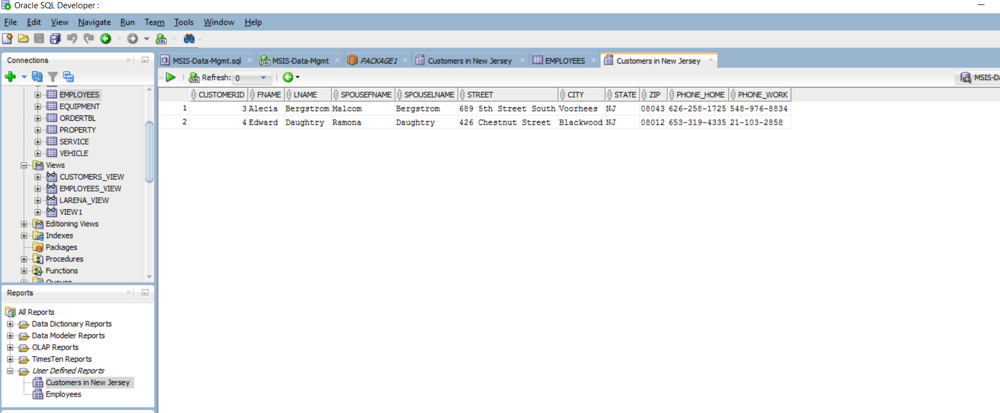 Oracle SQL Developer :
File Edit View Navigate Run Team Tools Window Help
Connections
EMPLOYEES
EQUIPMENT
ORDERTBL
PROPERTY
SERVICE
VEHICLE
Views
CUSTOMERS_VIEW
EMPLOYEES_VIEW
LARENA_VIEW
VIEW1
Editioning Views
Indexes
Packages
Procedures
Functions
Queues
Reports
All Reports
Data Dictionary Reports
Data Modeler Reports
OLAP Reports
TimesTen Reports
User Defined Reports
Customers in New Jersey
Employees
MSIS-Data-Mgmt.sql MSIS-Data-Mgmt PACKAGE1 Customers in New Jersey EMPLOYEES Customers in New Jersey
Refresh: 0 MSIS-Da
CUSTOMERID FNAME LNAME SPOUSEFNAME SPOUSELNAME STREET CITY STATE ZIP PHONE_HOME PHONE_WORK
1 3 Alecia Bergstrom Malcom Bergstrom 689 5th Street South Voorhees NJ 08043 626-258-1725 548-976-8834
2 4 Edward Daughtry Ramona Daughtry 426 Chestnut Street Blackwood NJ 08012 653-319-4335 21-103-2858